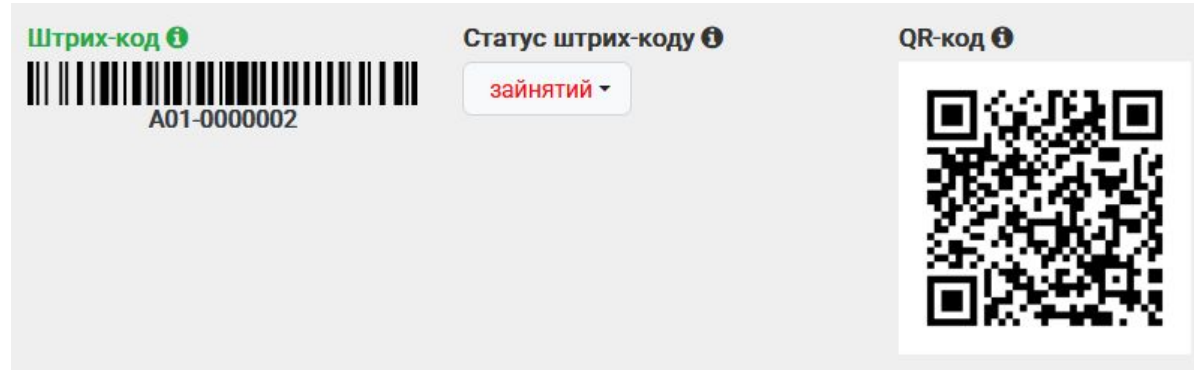 Штрих-код
A01-0000002
Статус штрих-коду
зайнятий
QR-код